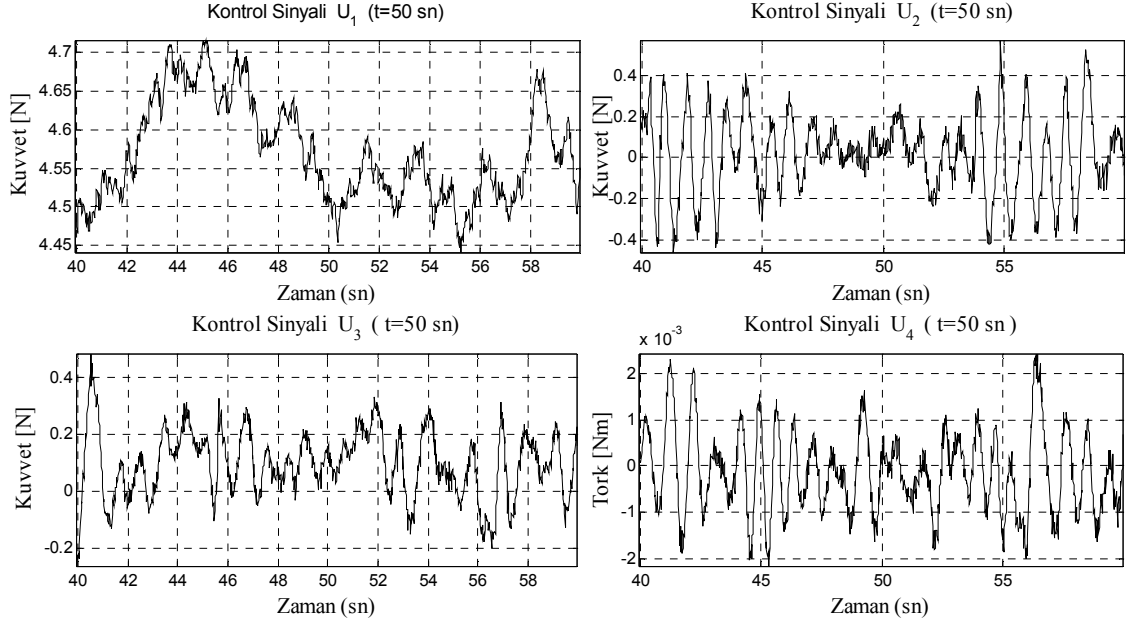 Kontrol Sinyali U1 (t=50 sn)
Kuvvet [N]
4.7
4.65
4.6
4.55
4.5
4.45
40 42 44 46 48 50 52 54 56 58
Zaman (sn)
Kontrol Sinyali U2 (t=50 sn)
Kuvvet [N]
0.4
0.2
0
-0.2
-0.4
40 45 50 55
Zaman (sn)
Kontrol Sinyali U3 ( t=50 sn)
Kuvvet [N]
0.4
0.2
0
-0.2
40 42 44 46 48 50 52 54 56 58
Zaman (sn)
Kontrol Sinyali U4 ( t=50 sn )
x 10-3
Tork [Nm]
2
1
0
-1
-2
40 45 50 55
Zaman (sn)